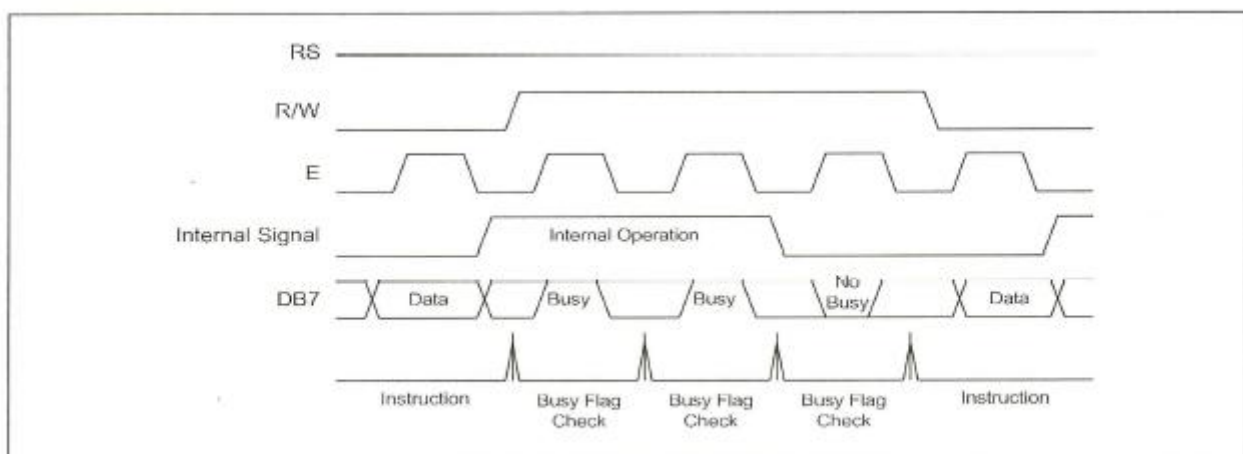 RS
R/W
E
Internal Signal
Internal Operation
DB7
Data
Busy
Busy
No
Busy
Data
Instruction
Busy Flag
Check
Busy Flag
Check
Busy Flag
Check
Instruction